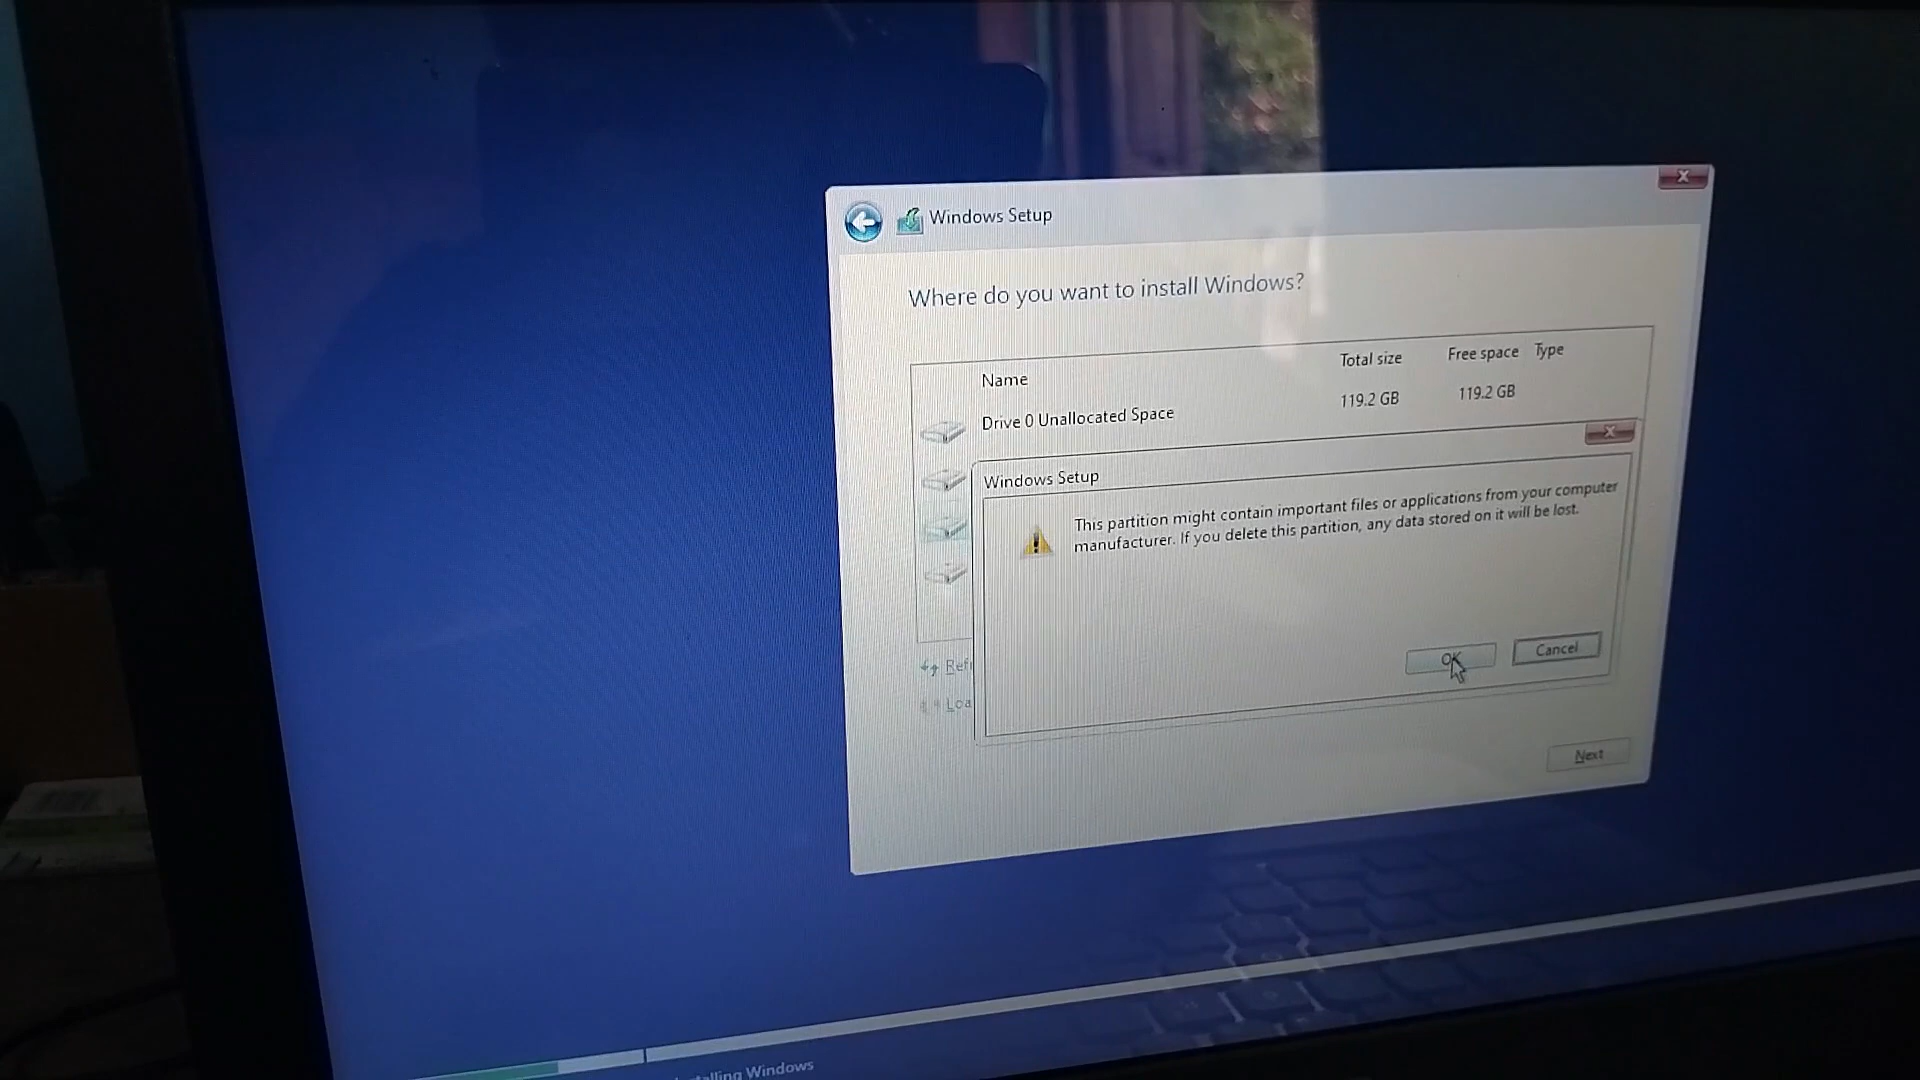 Windows Setup
Where do you want to install Windows?
Name Total size Free space Type
Drive 0 Unallocated Space 119.2 GB 119.2 GB
Windows Setup
This partition might contain important files or applications from your computer
manufacturer. If you delete this partition, any data stored on it will be lost.
OK Cancel
Refr
Loa
Next
Windows